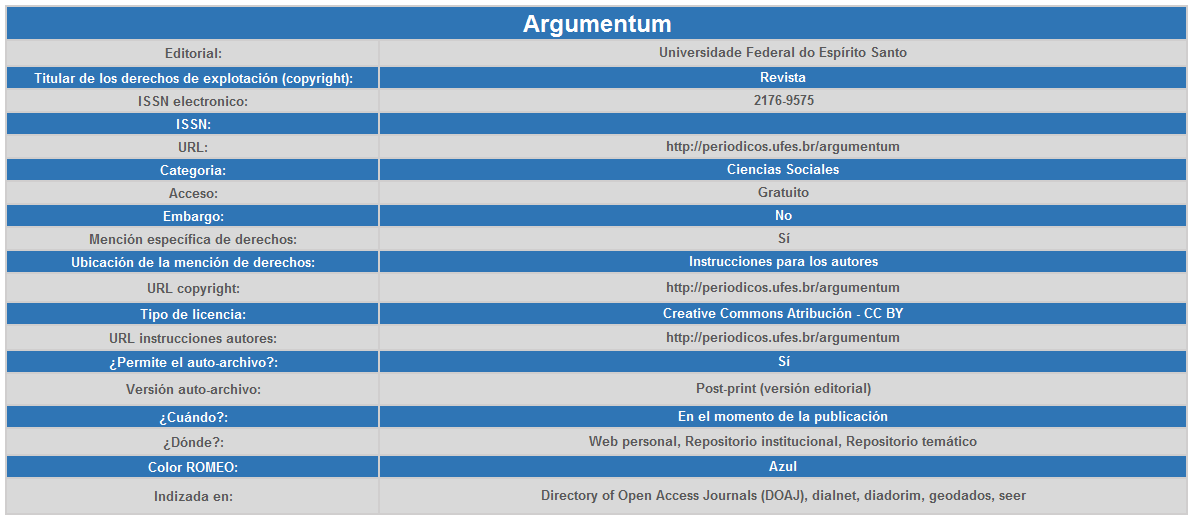 Argumentum
Editorial: Universidade Federal do Espírito Santo
Titular de los derechos de explotación (copyright): Revista
ISSN electronico: 2176-9575
ISSN:
URL: http://periodicos.ufes.br/argumentum
Categoria: Ciencias Sociales
Acceso: Gratuito
Embargo: No
Mención específica de derechos: Sí
Ubicación de la mención de derechos: Instrucciones para los autores
URL copyright: http://periodicos.ufes.br/argumentum
Tipo de licencia: Creative Commons Atribución - CC BY
URL instrucciones autores: http://periodicos.ufes.br/argumentum
¿Permite el auto-archivo?: Sí
Versión auto-archivo: Post-print (versión editorial)
¿Cuándo?: En el momento de la publicación
¿Dónde?: Web personal, Repositorio institucional, Repositorio temático
Color ROMEO: Azul
Indizada en: Directory of Open Access Journals (DOAJ), dialnet, diadorim, geodados, seer